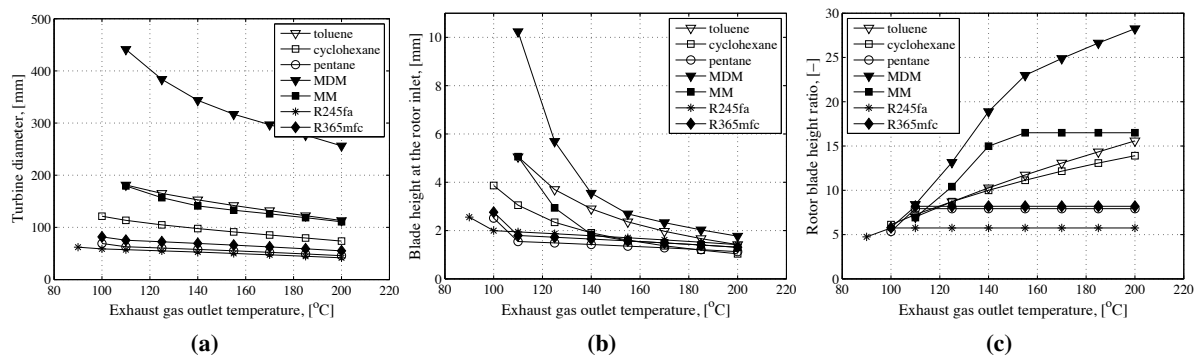 500
400
300
200
100
0
80
100
120
140
160
180
200
220
Turbine diameter, [mm]
Exhaust gas outlet temperature, [°C]
toluene
cyclohexane
pentane
MDM
MM
R245fa
R365mfc
(a)
10
8
6
4
2
0
80
100
120
140
160
180
200
220
Blade height at the rotor inlet, [mm]
Exhaust gas outlet temperature, [°C]
toluene
cyclohexane
pentane
MDM
MM
R245fa
R365mfc
(b)
30
25
20
15
10
5
0
80
100
120
140
160
180
200
220
Rotor blade height ratio, [−]
Exhaust gas outlet temperature, [°C]
toluene
cyclohexane
pentane
MDM
MM
R245fa
R365mfc
(c)